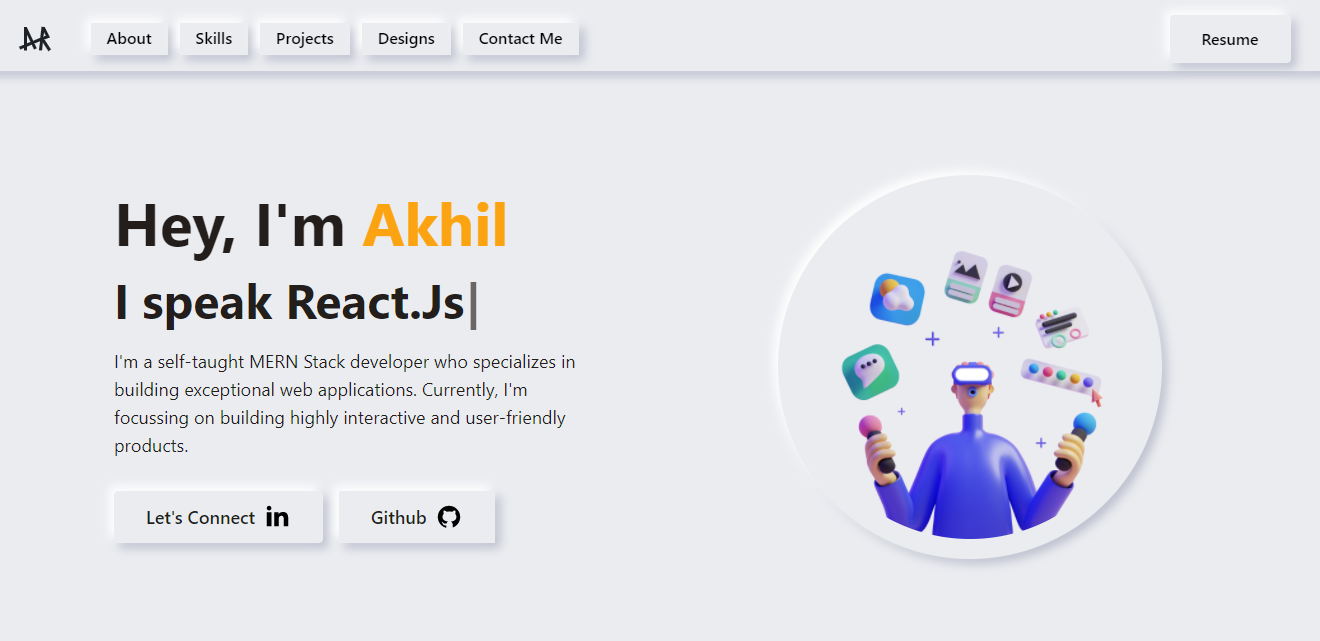 AR
About Skills Projects Designs Contact Me Resume
Hey, I'm Akhil
I speak React.Js|
I'm a self-taught MERN Stack developer who specializes in
building exceptional web applications. Currently, I'm
focussing on building highly interactive and user-friendly
products.
Let's Connect in Github